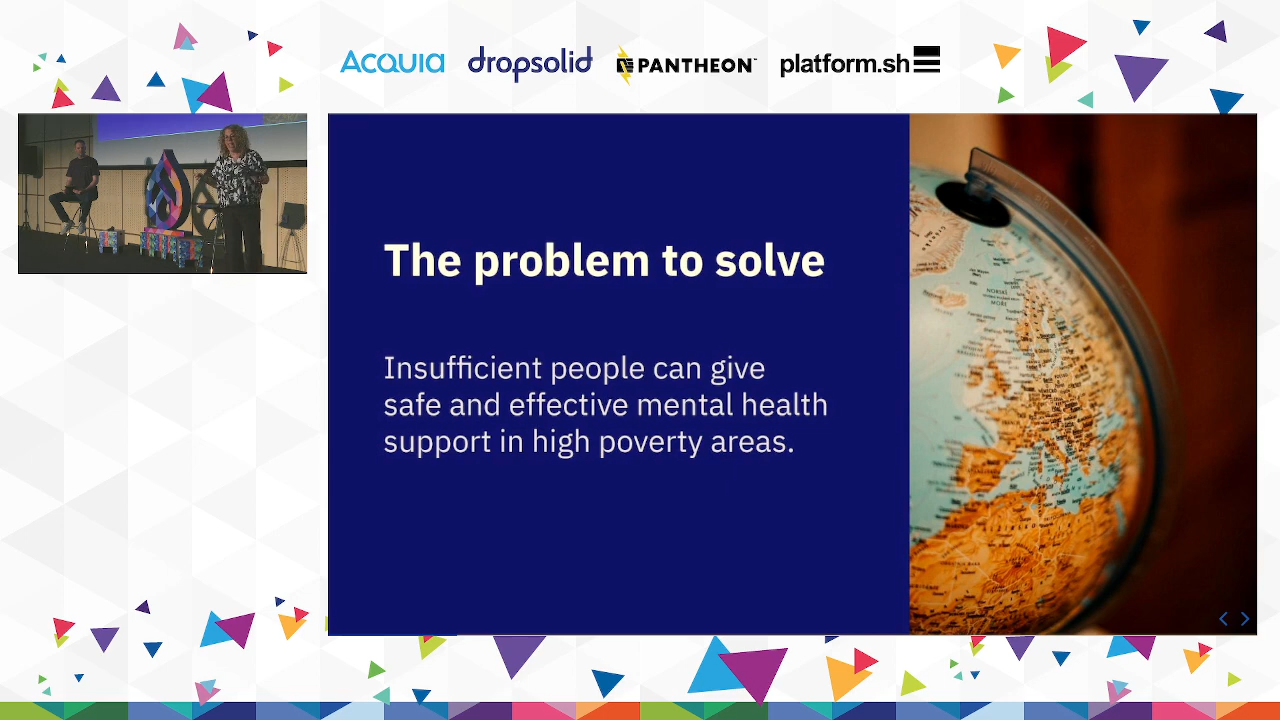 Acquia
dropsolid
PANTHEON
platform.sh
The problem to solve
Insufficient people can give
safe and effective mental health
support in high poverty areas.